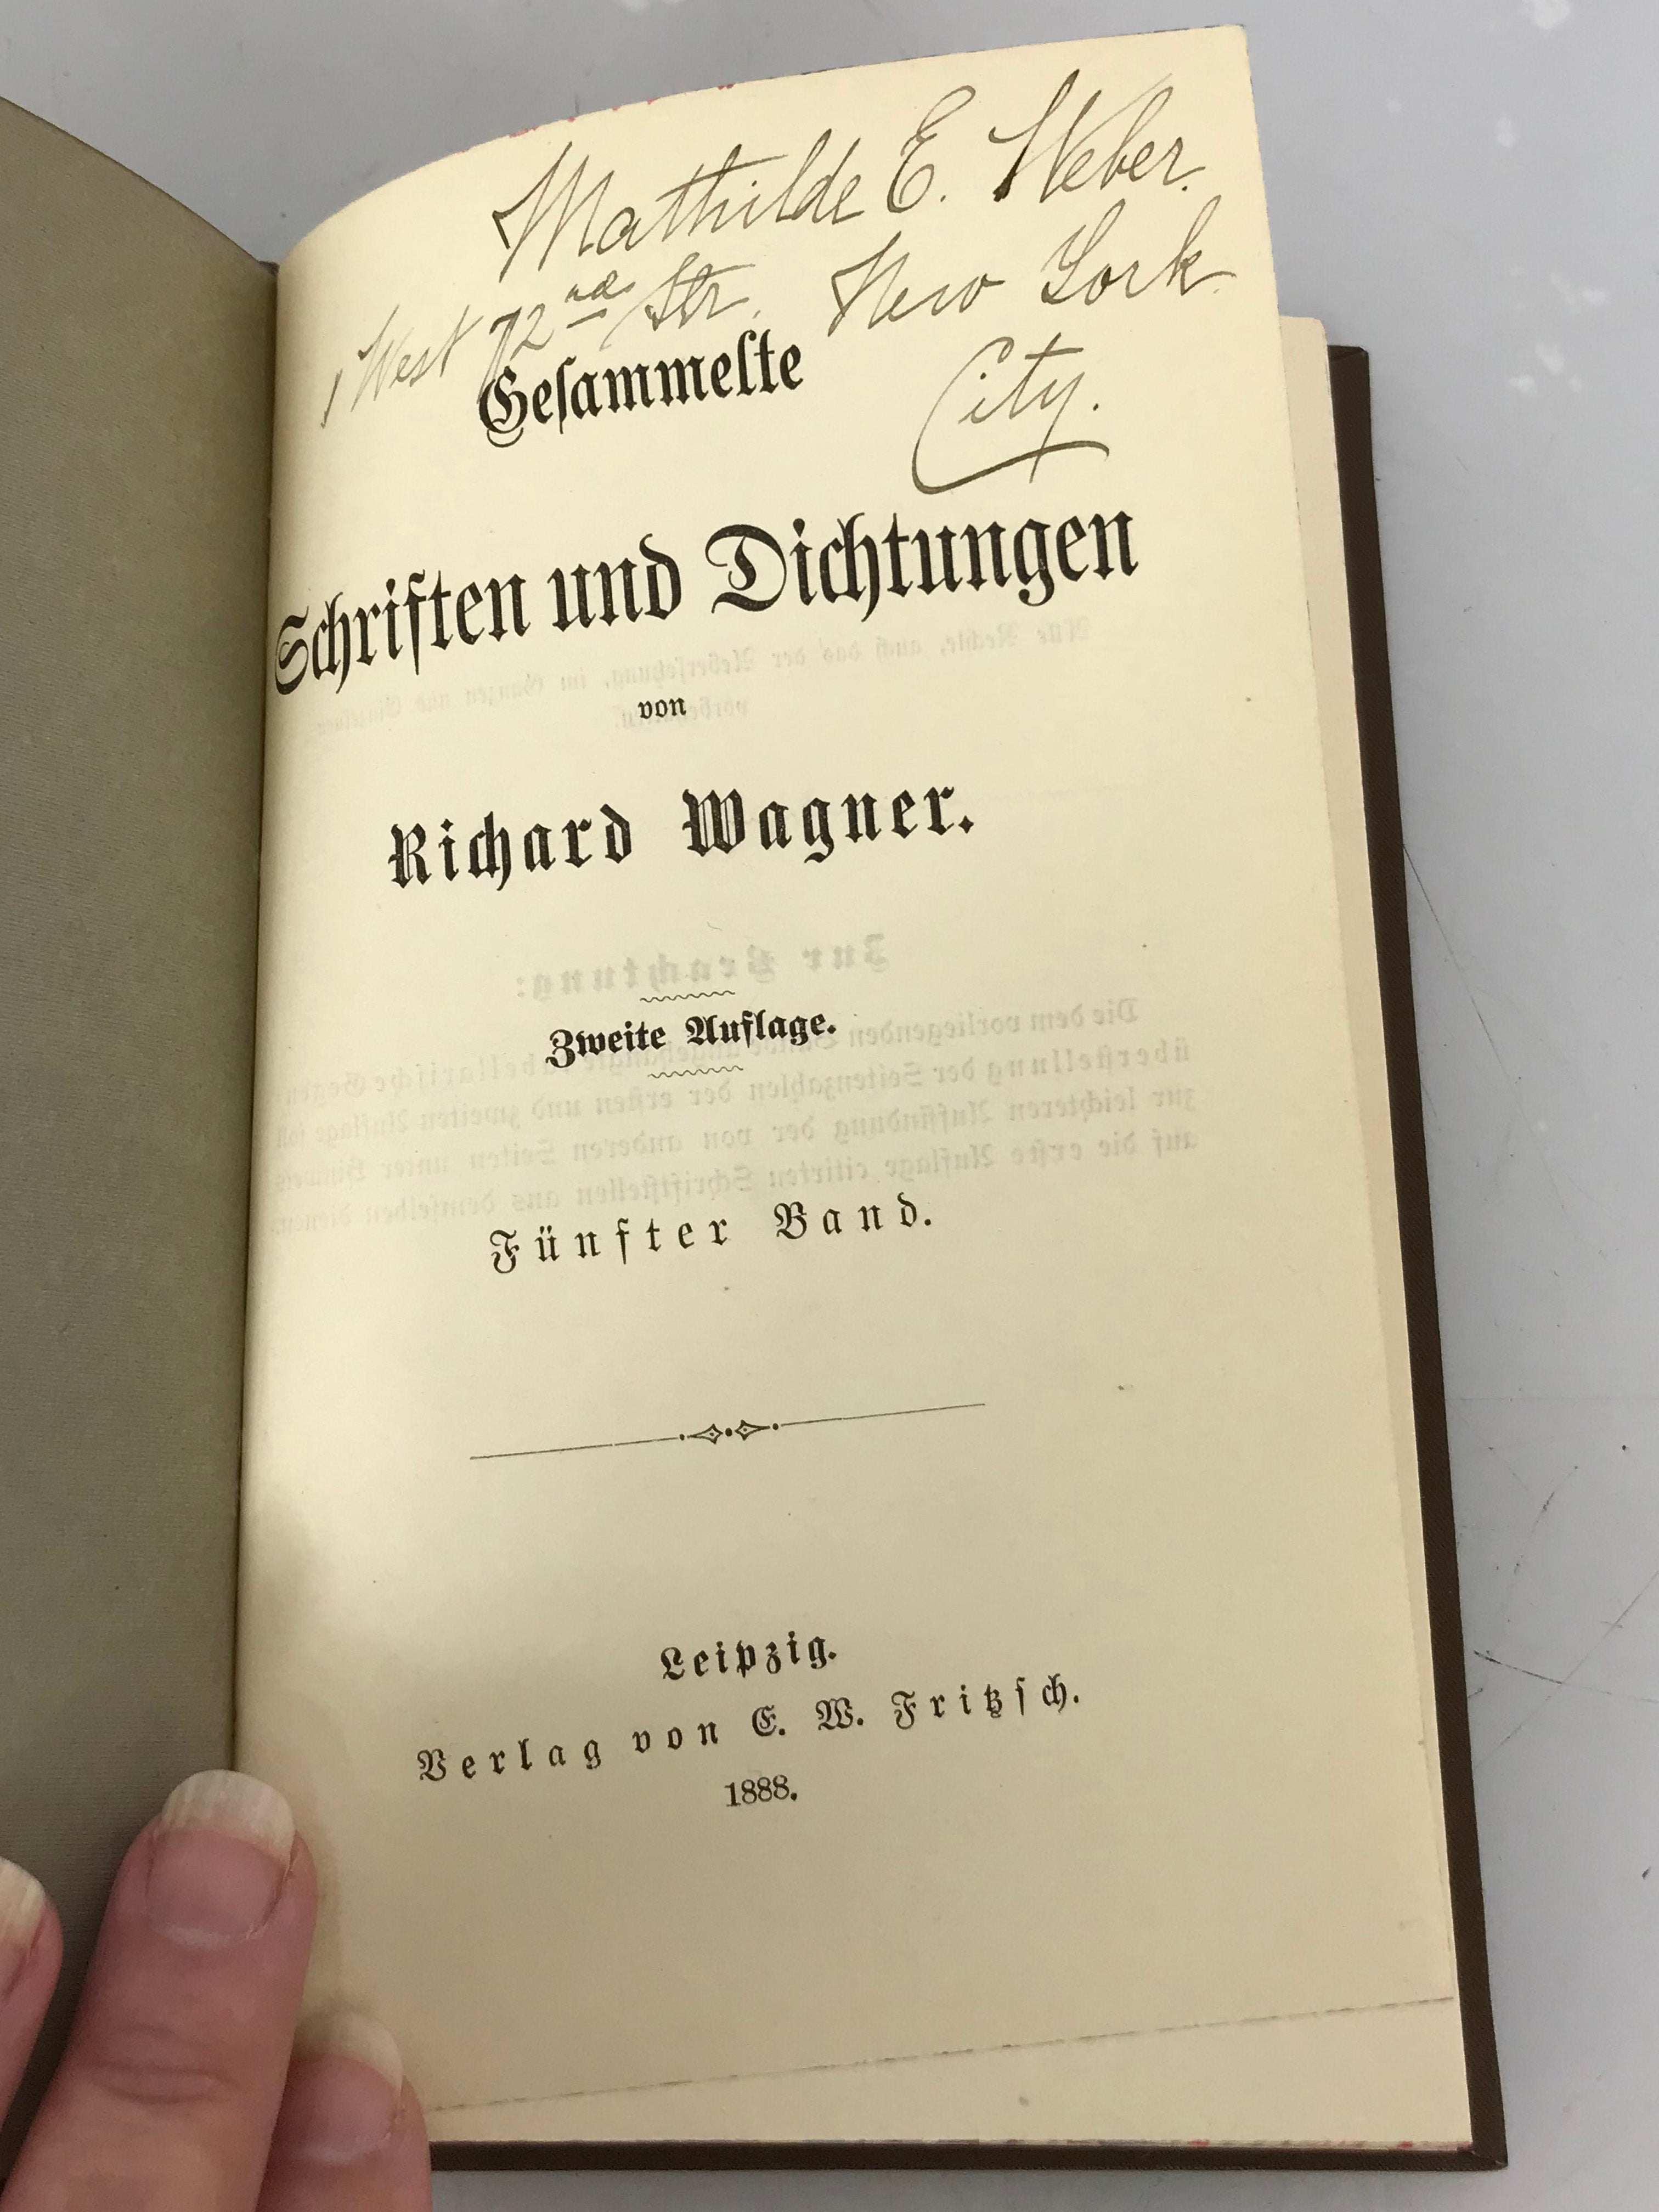 Mathilde E. Weber.
1 West 72nd Str. New York
City.
Geſammelte
Schriften und Dichtungen
von
Richard Wagner.
Zweite Auflage.
Fünfter Band.
Leipzig.
Verlag von E. W. Fritzſch.
1888.